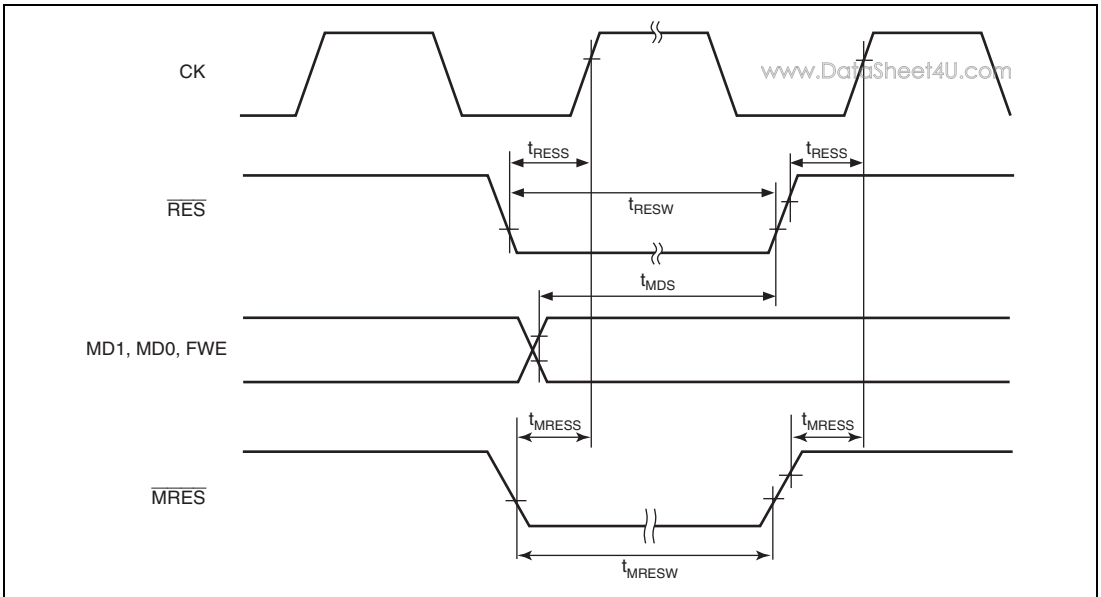 CK
www.DataSheet4U.com
tRESS
tRESS
RES
tRESW
tMDS
MD1, MD0, FWE
tMRESS
tMRESS
MRES
tMRESW